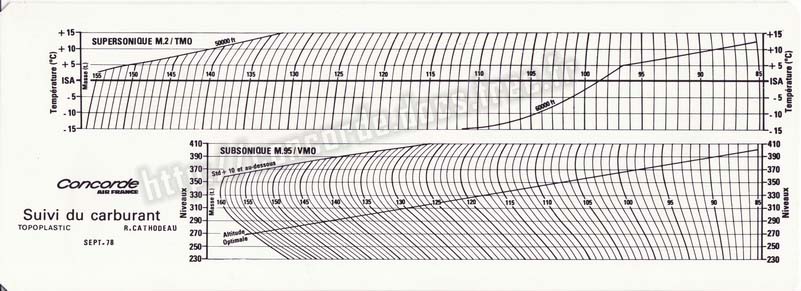 SUPERSONIQUE M.2/TMO
50000 ft
60000 ft
Température (°C)
Masse (t.)
+15
+10
+5
ISA
-5
-10
-15
155 150 145 140 135 130 125 120 115 110 105 100 95 90 85
+15
+10
+5
ISA
-5
-10
-15
Température (°C)
SUBSONIQUE M.95/VMO
Std + 10 et au-dessous
Altitude
Optimale
Niveaux
Masse (t.)
410
390
370
350
330
310
290
270
250
230
160 155 150 145 140 135 130 125 120 115 110 105 100 95 90 85
410
390
370
350
330
310
290
270
250
230
Niveaux
Concorde
AIR FRANCE
Suivi du carburant
TOPOPLASTIC R.CATHODEAU
SEPT.78